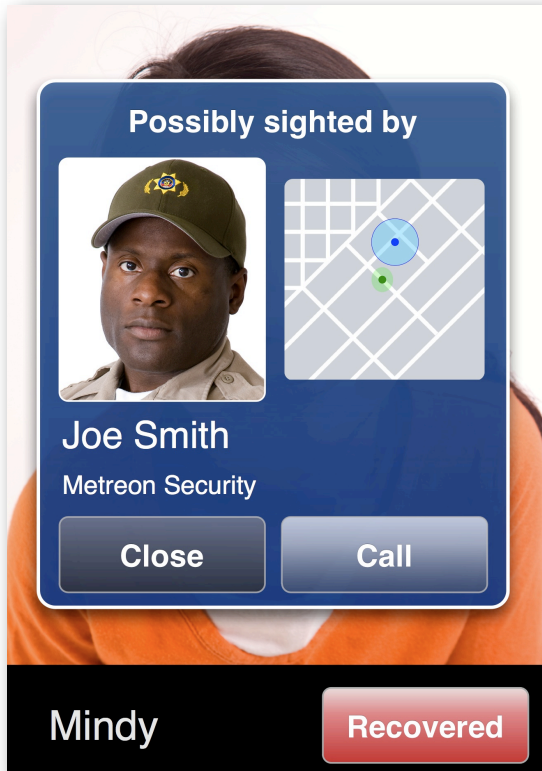 Possibly sighted by
Joe Smith
Metreon Security
Close
Call
Mindy
Recovered